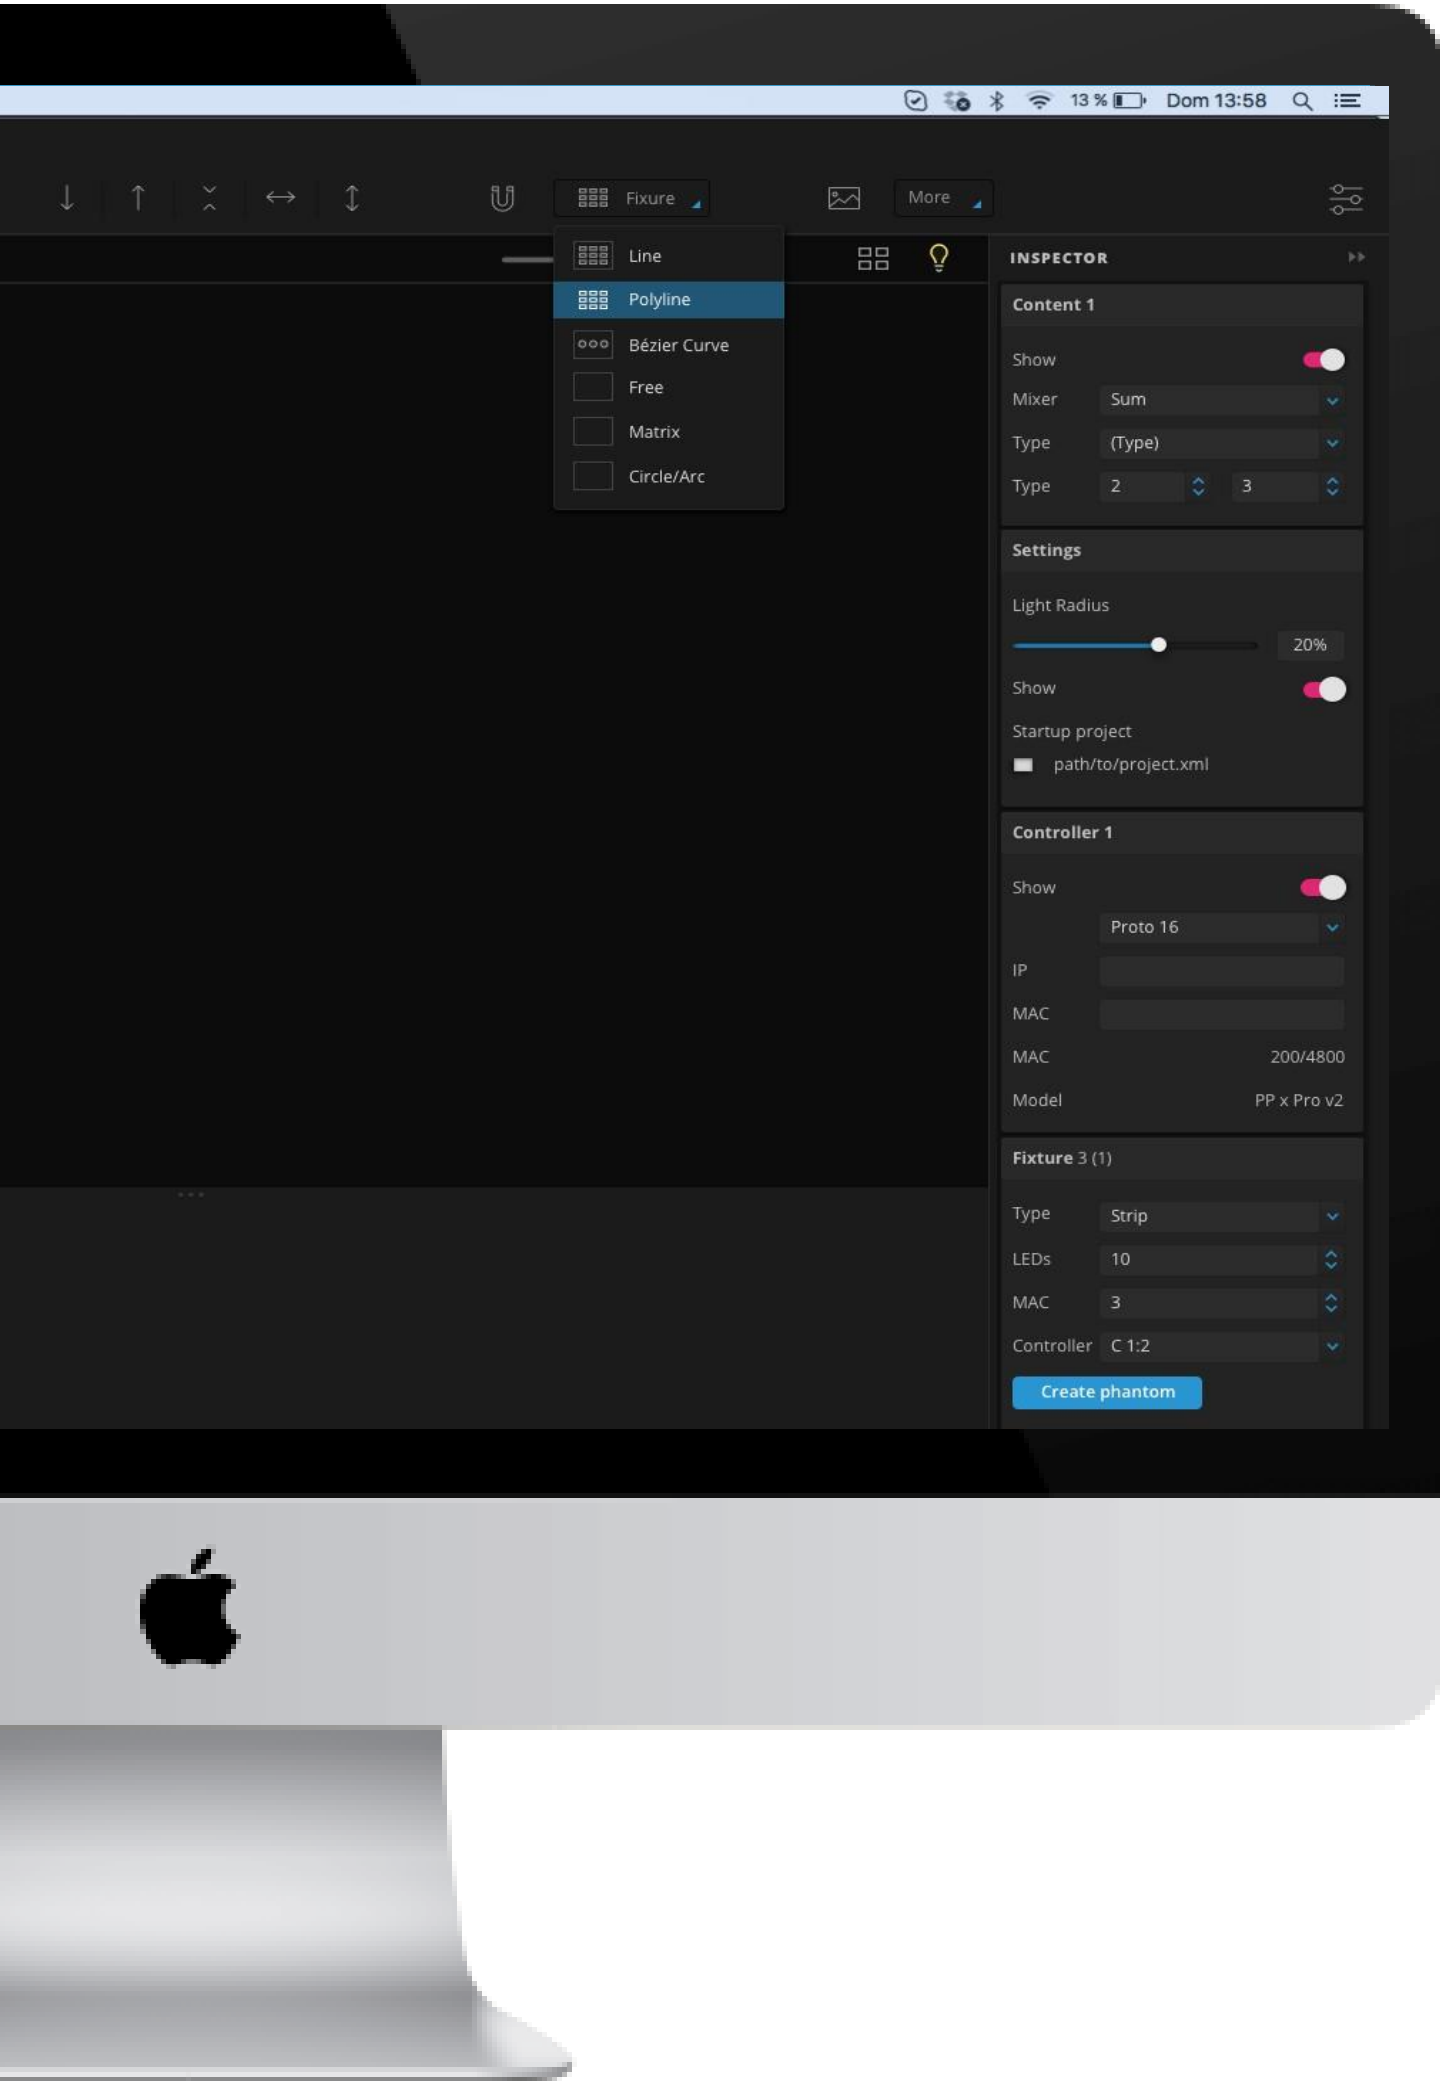 13 % Dom 13:58
Fixure More
Line
Polyline
Bézier Curve
Free
Matrix
Circle/Arc
INSPECTOR
Content 1
Show
Mixer Sum
Type (Type)
Type 2 3
Settings
Light Radius
20%
Show
Startup project
path/to/project.xml
Controller 1
Show
Proto 16
IP
MAC
MAC 200/4800
Model PP x Pro v2
Fixture 3 (1)
Type Strip
LEDs 10
MAC 3
Controller C 1:2
Create phantom